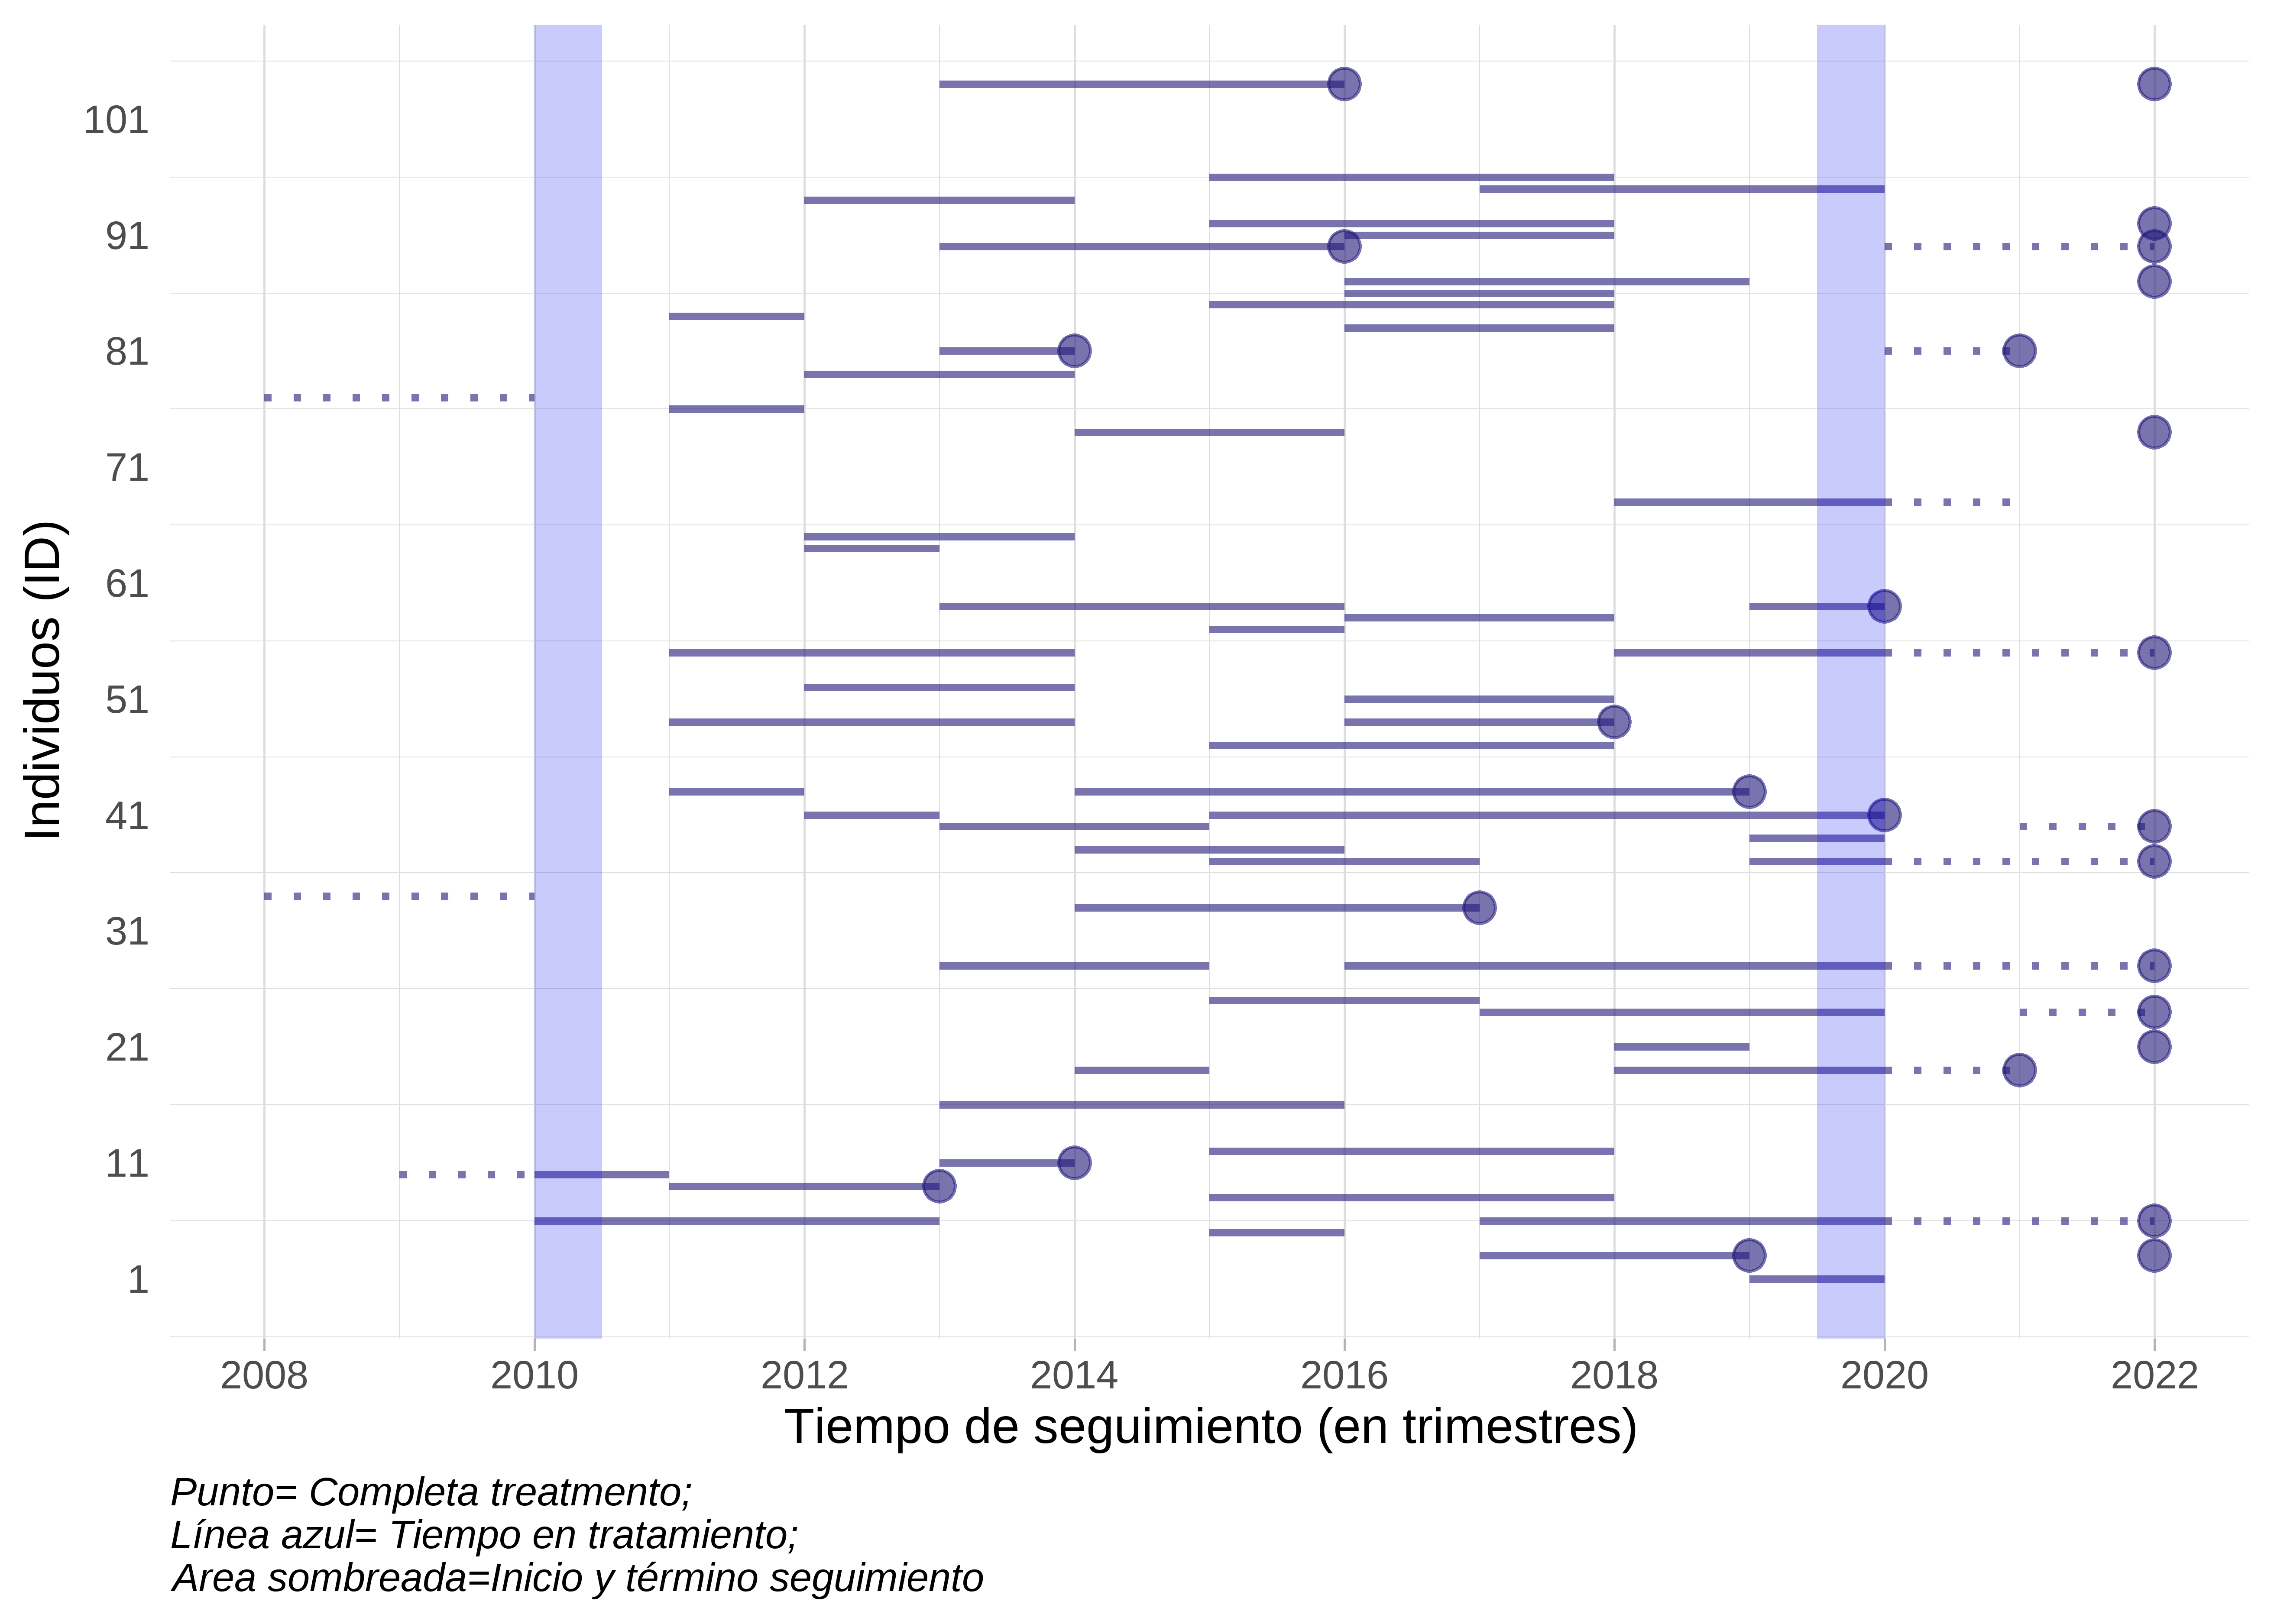 Individuos (ID)
101
91
81
71
61
51
41
31
21
11
1
2008 2010 2012 2014 2016 2018 2020 2022
Tiempo de seguimiento (en trimestres)
Punto= Completa treatmento;
Línea azul= Tiempo en tratamiento;
Area sombreada=Inicio y término seguimiento